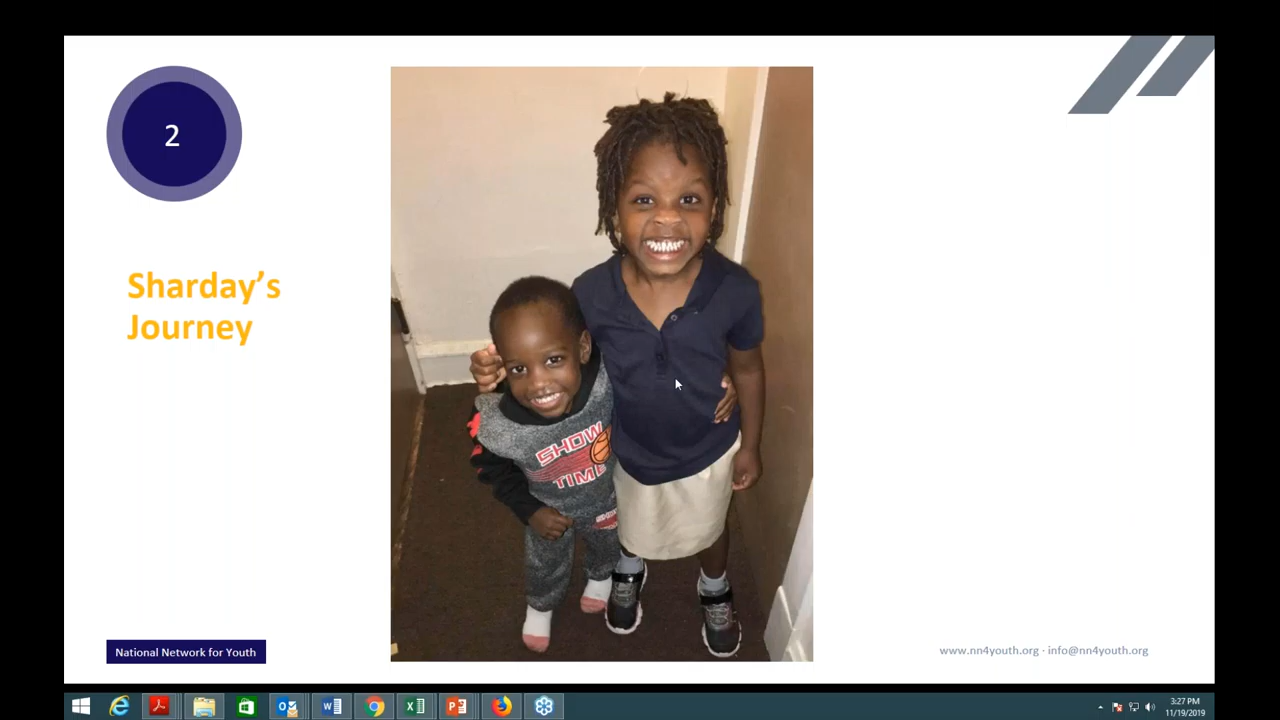 2
Sharday’s
Journey
SHOW
TIME
National Network for Youth
www.nn4youth.org · info@nn4youth.org
3:27 PM
11/19/2019